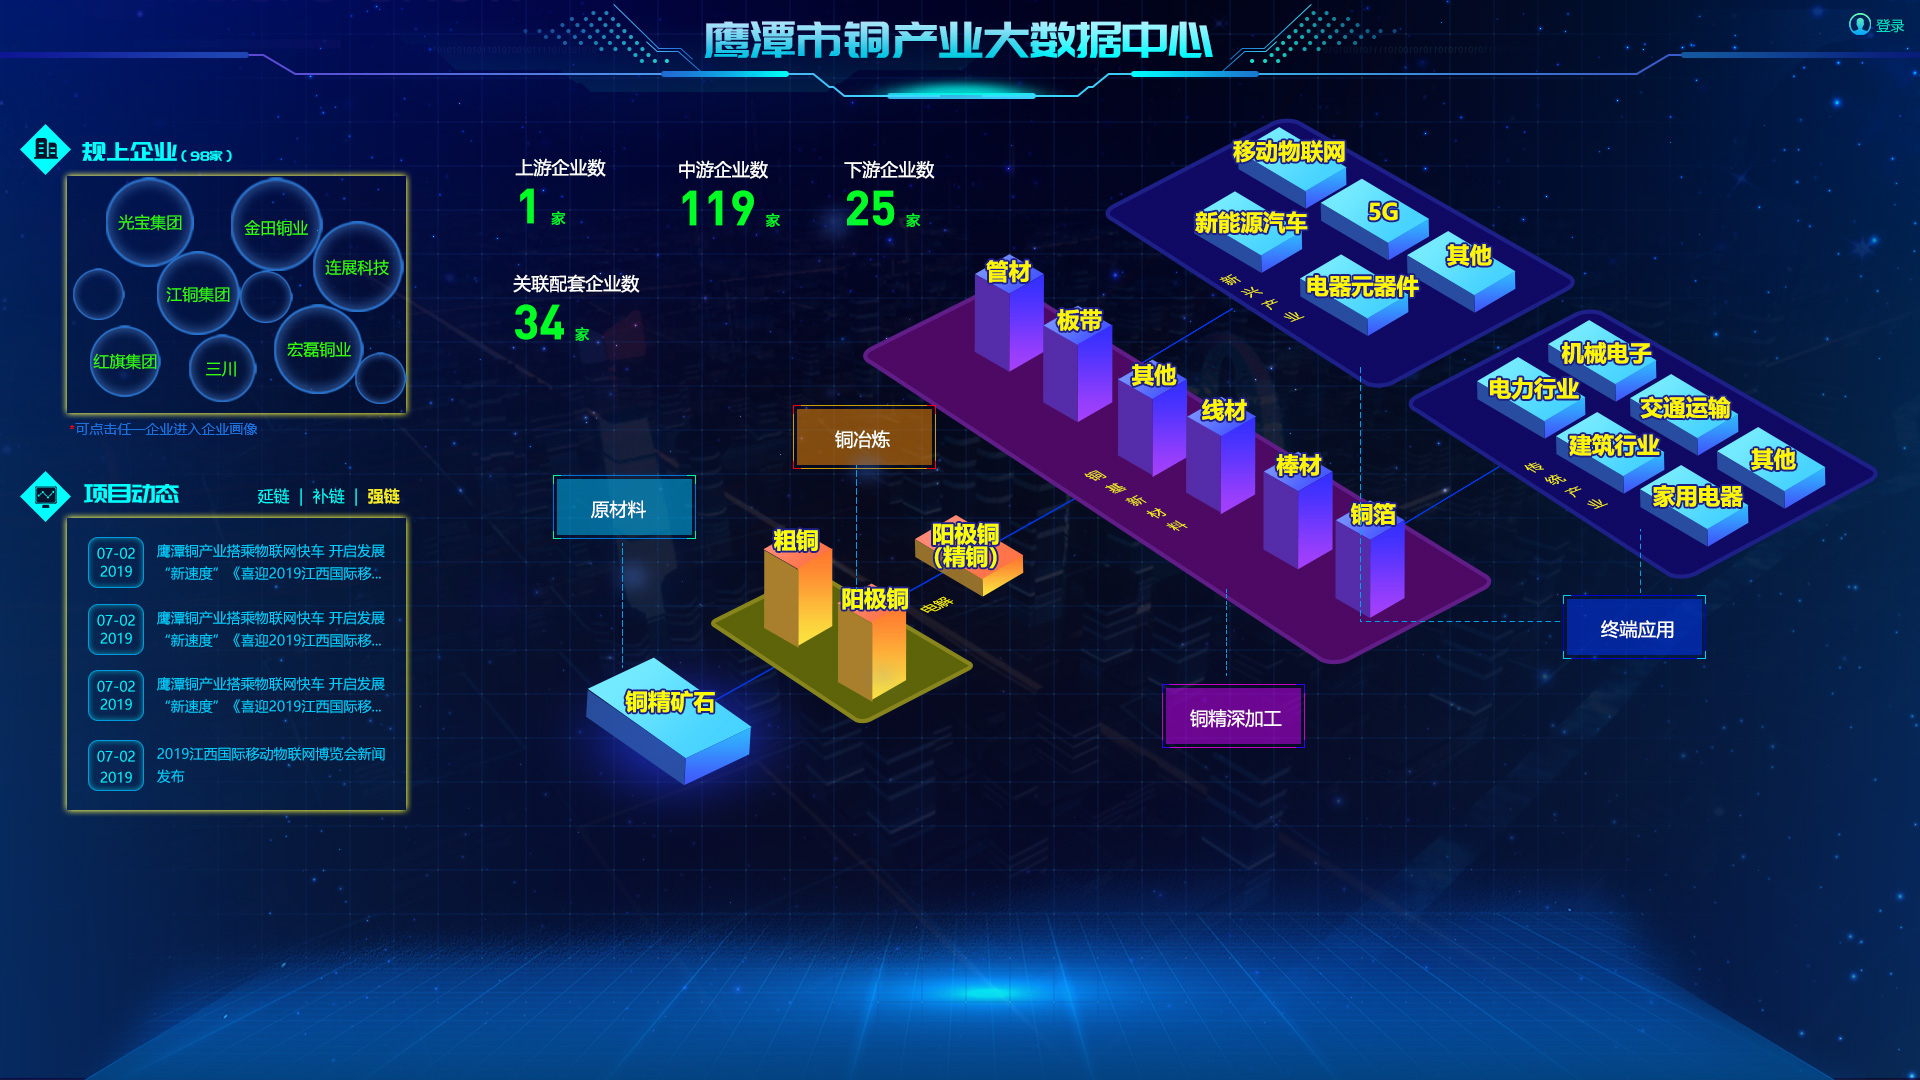 鹰潭市铜产业大数据中心
登录
规上企业(98家)
光宝集团
金田铜业
连展科技
江铜集团
红旗集团
三川
宏磊铜业
*可点击任一企业进入企业画像
项目动态
延链 | 补链 | 强链
07-02
2019
鹰潭铜产业搭乘物联网快车 开启发展
“新速度”《喜迎2019江西国际移...
07-02
2019
鹰潭铜产业搭乘物联网快车 开启发展
“新速度”《喜迎2019江西国际移...
07-02
2019
鹰潭铜产业搭乘物联网快车 开启发展
“新速度”《喜迎2019江西国际移...
07-02
2019
2019江西国际移动物联网博览会新闻
发布
上游企业数
1 家
中游企业数
119 家
下游企业数
25 家
关联配套企业数
34 家
原材料
铜冶炼
铜精深加工
终端应用
铜精矿石
粗铜
阳极铜
阳极铜
（精铜）
电解
管材
板带
其他
线材
棒材
铜箔
铜基新材料
移动物联网
5G
新能源汽车
其他
电器元器件
新兴产业
机械电子
电力行业
交通运输
建筑行业
其他
家用电器
传统产业